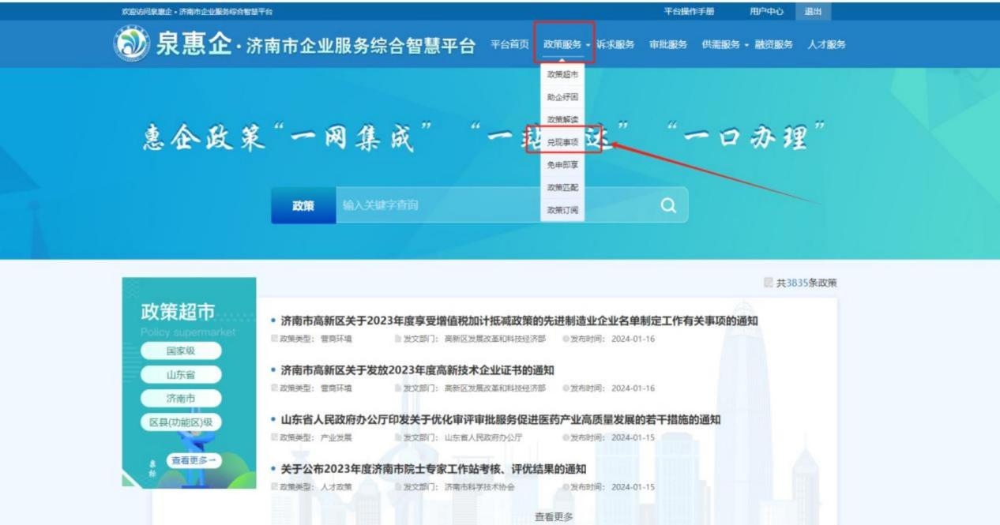 欢迎访问泉惠企·济南市企业服务综合智慧平台 平台操作手册 用户中心 退出
泉惠企·济南市企业服务综合智慧平台 平台首页 政策服务 诉求服务 审批服务 供需服务 融资服务 人才服务
政策超市
助企纾困
政策解读
惠企政策“一网集成” “一站 达” “一口办理”
兑现事项
免申即享
政策匹配
政策 输入关键字查询
政策订阅
共3835条政策
政策超市
Policy supermarket
国家级
山东省
济南市
区县(功能区)级
查看更多
济南市高新区关于2023年度享受增值税加计抵减政策的先进制造业企业名单制定工作有关事项的通知
政策类型： 营商环境 发文部门： 高新区发展改革和科技经济部 发布时间： 2024-01-16
济南市高新区关于发放2023年度高新技术企业证书的通知
政策类型： 营商环境 发文部门： 高新区发展改革和科技经济部 发布时间： 2024-01-16
山东省人民政府办公厅印发关于优化审评审批服务促进医药产业高质量发展的若干措施的通知
政策类型： 产业发展 发文部门： 山东省人民政府办公厅 发布时间： 2024-01-15
关于公布2023年度济南市院士专家工作站考核、评优结果的通知
政策类型： 人才政策 发文部门： 济南市科学技术协会 发布时间： 2024-01-15
查看更多